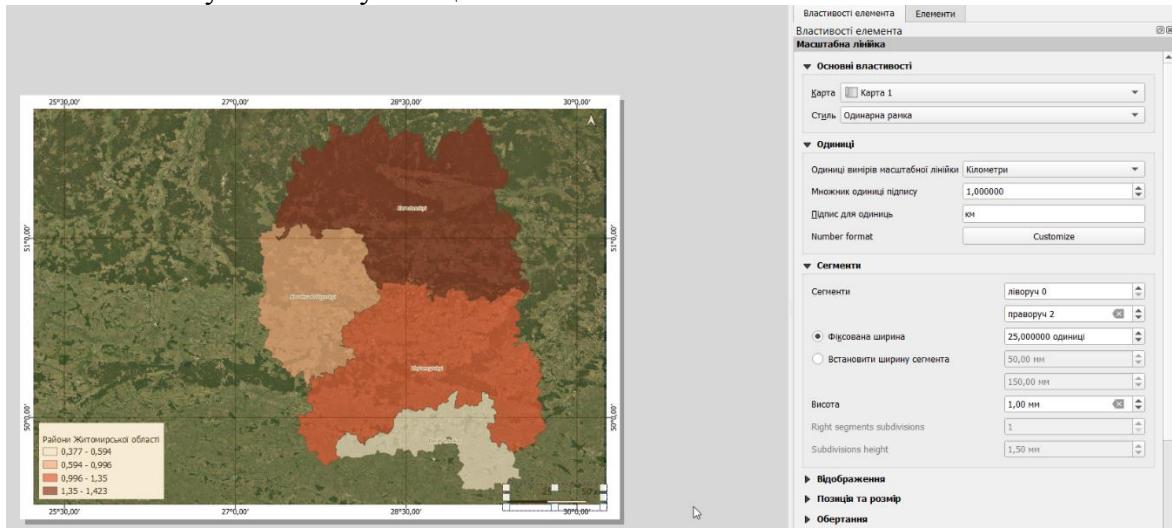 Властивості елемента Елементи
Властивості елемента
Масштабна лінійка
Основні властивості
Карта Карта 1
Стиль Одинарна рамка
Одиниці
Одиниці вимірів масштабної лінійки Кілометри
Множник одиниці підпису 1,000000
Підпис для одиниць км
Number format Customize
Сегменти
Сегменти ліворуч 0
праворуч 2
Фіксована ширина 25,000000 одиниці
Встановити ширину сегмента 50,00 мм
150,00 мм
Висота 1,00 мм
Right segments subdivisions 1
Subdivisions height 1,50 мм
Відображення
Позиція та розмір
Обертання
25°30,00' 27°0,00' 28°30,00' 30°0,00'
51°0,00' 51°0,00'
50°0,00' 50°0,00'
Райони Житомирської області
0,377 - 0,594
0,594 - 0,996
0,996 - 1,35
1,35 - 1,423
25°30,00' 27°0,00' 28°30,00' 30°0,00'